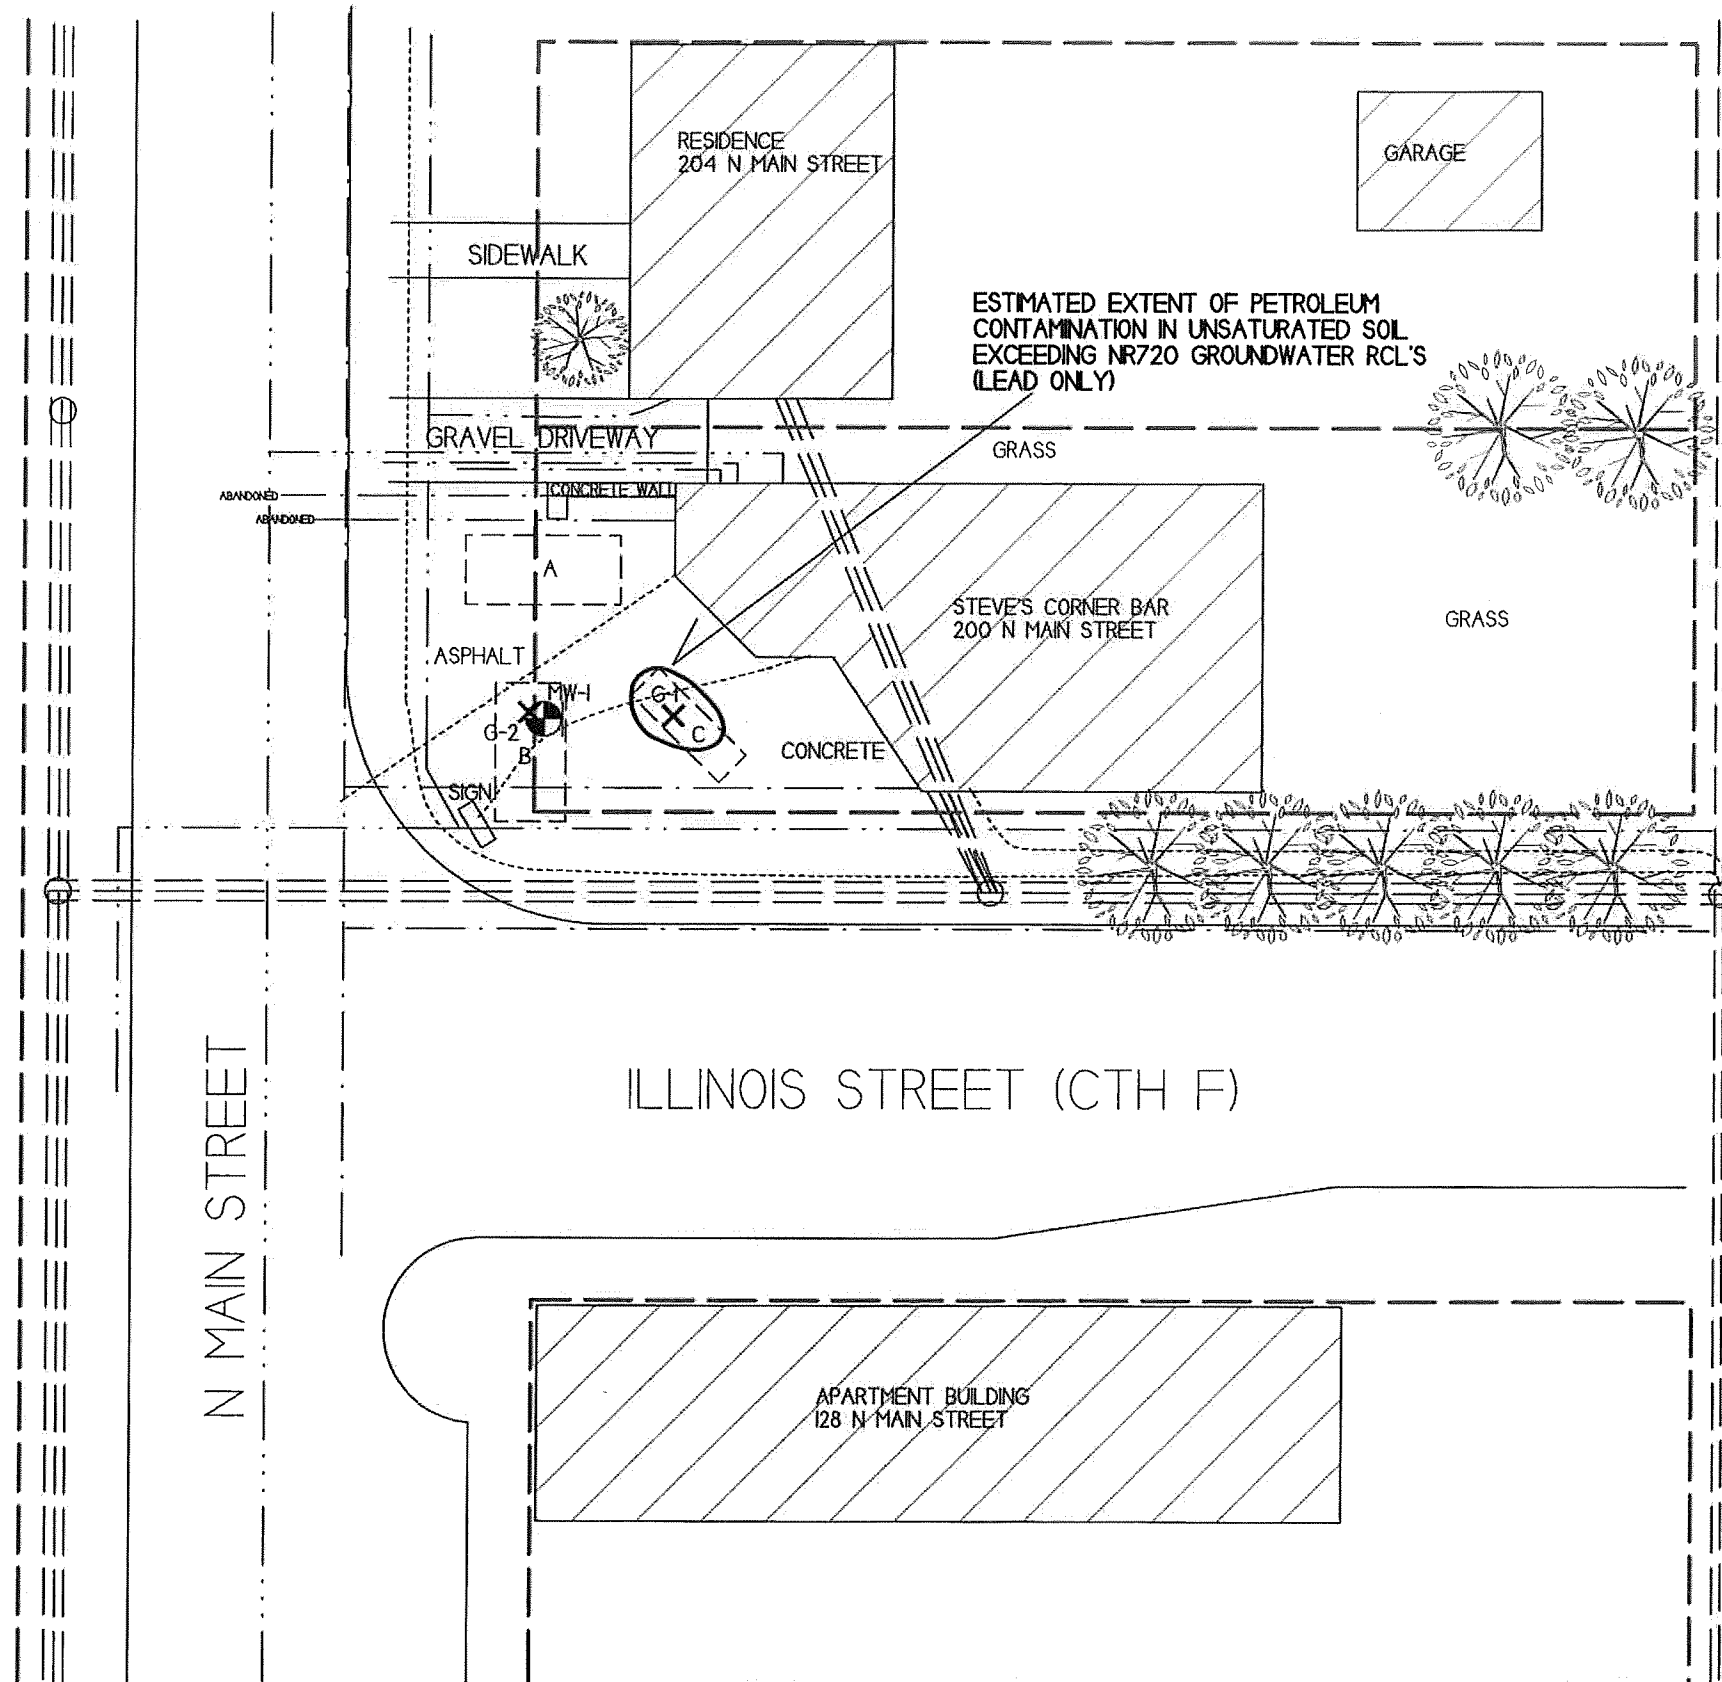 RESIDENCE
204 N MAIN STREET
GARAGE
SIDEWALK
ESTIMATED EXTENT OF PETROLEUM
CONTAMINATION IN UNSATURATED SOIL
EXCEEDING NR720 GROUNDWATER RCL'S
(LEAD ONLY)
GRAVEL DRIVEWAY
GRASS
ABANDONED
CONCRETE WALL
ABANDONED
A
STEVE'S CORNER BAR
200 N MAIN STREET
GRASS
ASPHALT
MW-1
G-1
G-2
C
B
CONCRETE
SIGN
ILLINOIS STREET (CTH F)
N MAIN STREET
APARTMENT BUILDING
128 N MAIN STREET